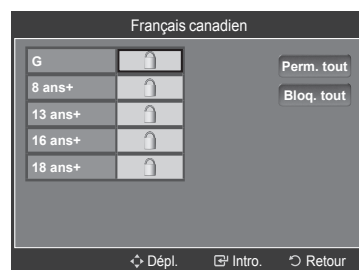 Français canadien
G
Perm. tout
8 ans+
Bloq. tout
13 ans+
16 ans+
18 ans+
Dépl. Intro. Retour